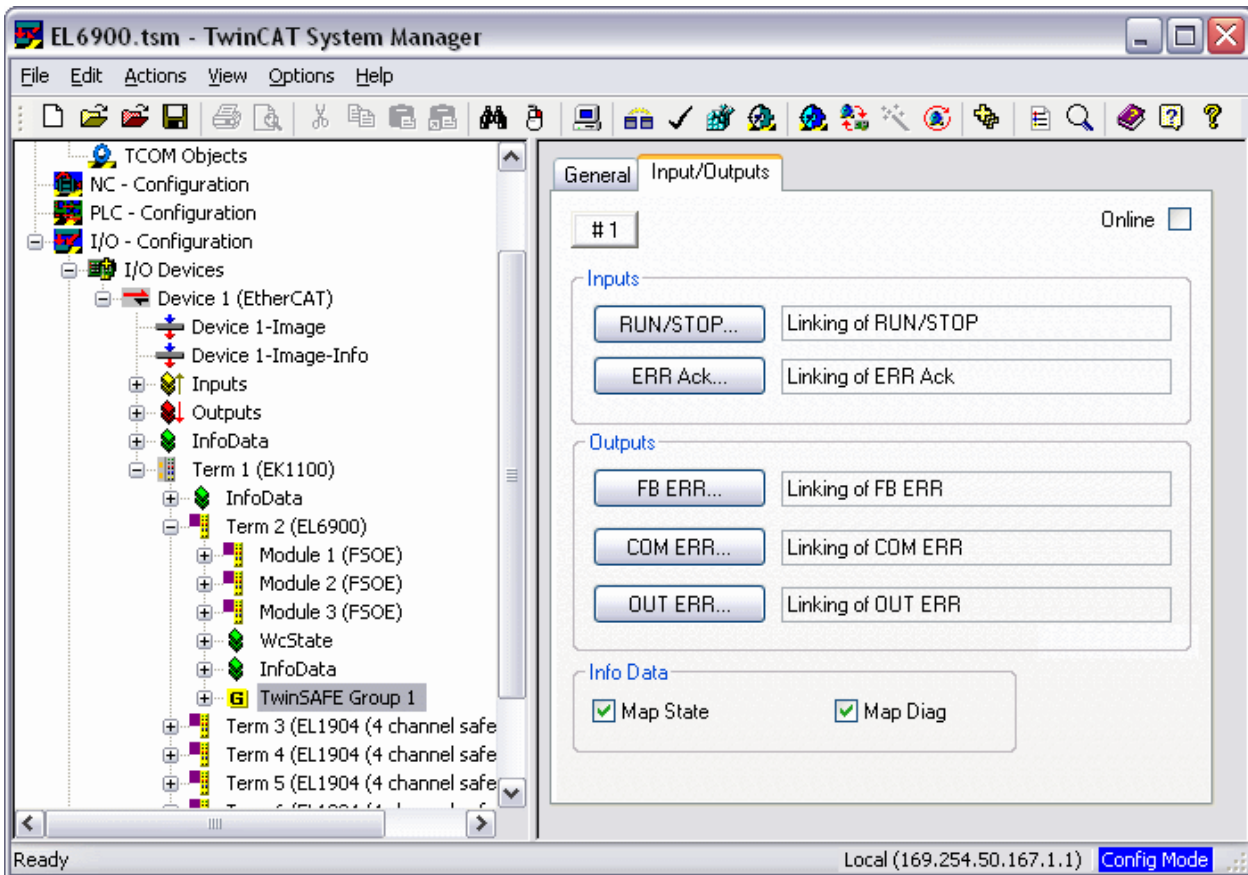 EL6900.tsm - TwinCAT System Manager
File Edit Actions View Options Help
TCOM Objects
NC - Configuration
PLC - Configuration
I/O - Configuration
I/O Devices
Device 1 (EtherCAT)
Device 1-Image
Device 1-Image-Info
Inputs
Outputs
InfoData
Term 1 (EK1100)
InfoData
Term 2 (EL6900)
Module 1 (FSOE)
Module 2 (FSOE)
Module 3 (FSOE)
WcState
InfoData
G TwinSAFE Group 1
Term 3 (EL1904 (4 channel safe
Term 4 (EL1904 (4 channel safe
Term 5 (EL1904 (4 channel safe
General Input/Outputs
#1 Online
Inputs
RUN/STOP... Linking of RUN/STOP
ERR Ack... Linking of ERR Ack
Outputs
FB ERR... Linking of FB ERR
COM ERR... Linking of COM ERR
OUT ERR... Linking of OUT ERR
Info Data
Map State Map Diag
Ready Local (169.254.50.167.1.1) Config Mode